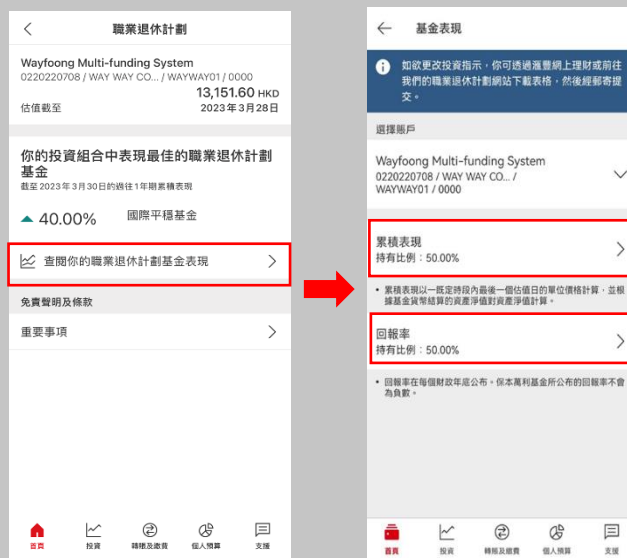 職業退休計劃
Wayfoong Multi-funding System
0220220708 / WAY WAY CO... / WAYWAY01 / 0000
13,151.60 HKD
估值截至
2023年3月28日
你的投資組合中表現最佳的職業退休計劃
基金
截至2023年3月30日的過往1年期累積表現
40.00%
國際平穩基金
查閱你的職業退休計劃基金表現
免責聲明及條款
重要事項
首頁
投資
轉賬及繳費
個人預算
支援
基金表現
如欲更改投資指示，你可透過滙豐網上理財或前往
我們的職業退休計劃網站下載表格，然後經郵寄提
交。
選擇賬戶
Wayfoong Multi-funding System
0220220708 / WAY WAY CO... /
WAYWAY01 / 0000
累積表現
持有比例：50.00%
• 累積表現以一既定時段內最後一個估值日的單位價格計算，並根
據基金貨幣結算的資產淨值對資產淨值計算。
回報率
持有比例：50.00%
• 回報率在每個財政年底公布。保本萬利基金所公布的回報率不會
為負數。
首頁
投資
轉賬及繳費
個人預算
支援